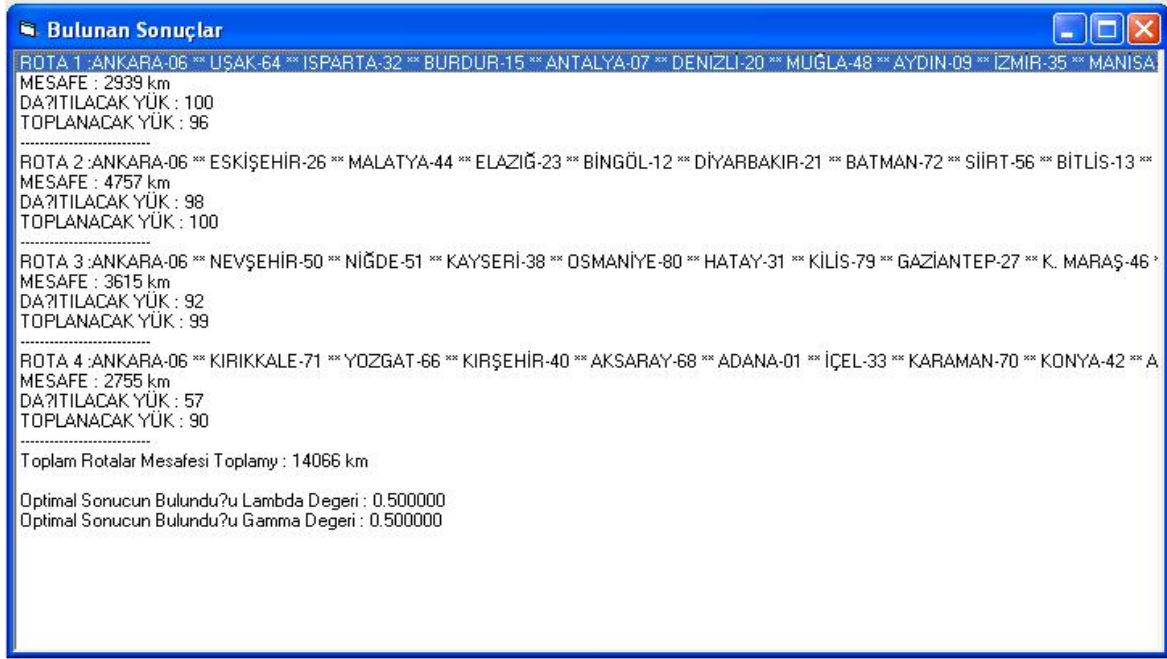 Bulunan Sonuçlar
ROTA 1 :ANKARA-06 ** UŞAK-64 ** ISPARTA-32 ** BURDUR-15 ** ANTALYA-07 ** DENİZLİ-20 ** MUĞLA-48 ** AYDIN-09 ** İZMİR-35 ** MANİSA
MESAFE : 2939 km
DA?ITILACAK YÜK : 100
TOPLANACAK YÜK : 96
---------------------------
ROTA 2 :ANKARA-06 ** ESKİŞEHİR-26 ** MALATYA-44 ** ELAZIĞ-23 ** BİNGÖL-12 ** DİYARBAKIR-21 ** BATMAN-72 ** SİİRT-56 ** BİTLİS-13 **
MESAFE : 4757 km
DA?ITILACAK YÜK : 98
TOPLANACAK YÜK : 100
---------------------------
ROTA 3 :ANKARA-06 ** NEVŞEHİR-50 ** NİĞDE-51 ** KAYSERİ-38 ** OSMANİYE-80 ** HATAY-31 ** KİLİS-79 ** GAZİANTEP-27 ** K. MARAŞ-46 *
MESAFE : 3615 km
DA?ITILACAK YÜK : 92
TOPLANACAK YÜK : 99
---------------------------
ROTA 4 :ANKARA-06 ** KIRIKKALE-71 ** YOZGAT-66 ** KIRŞEHİR-40 ** AKSARAY-68 ** ADANA-01 ** İÇEL-33 ** KARAMAN-70 ** KONYA-42 ** A
MESAFE : 2755 km
DA?ITILACAK YÜK : 57
TOPLANACAK YÜK : 90
---------------------------
Toplam Rotalar Mesafesi Toplamy : 14066 km
Optimal Sonucun Bulundu?u Lambda Degeri : 0.500000
Optimal Sonucun Bulundu?u Gamma Degeri : 0.500000